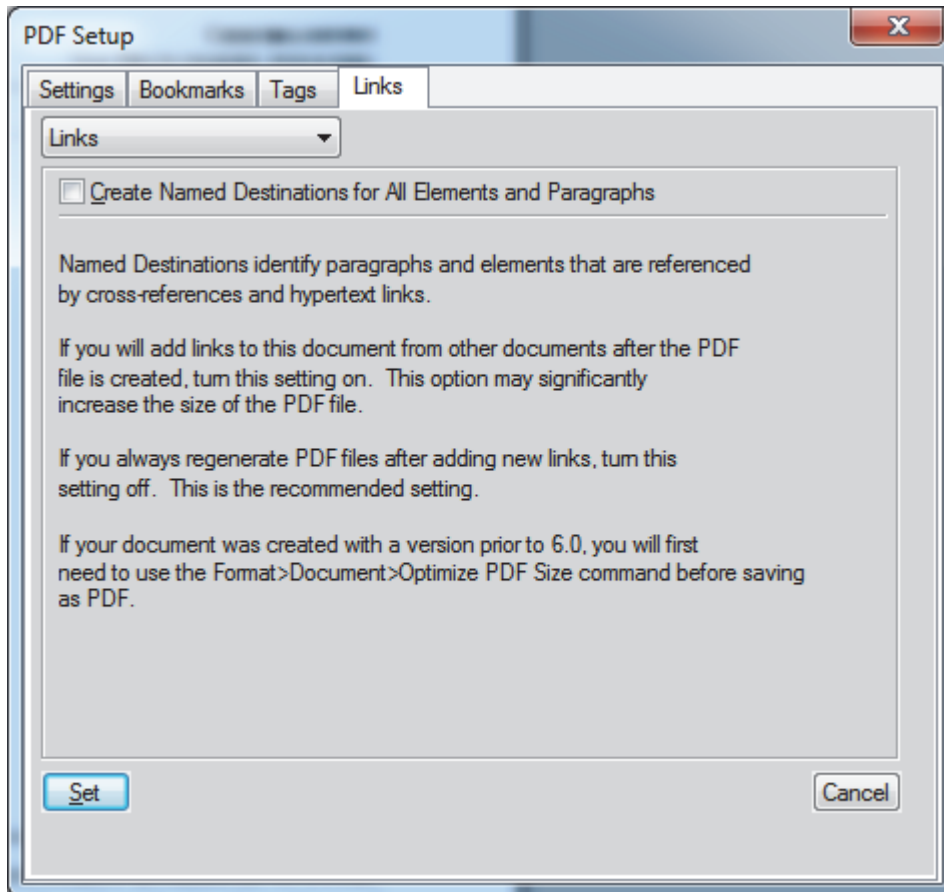 PDF Setup
Settings Bookmarks Tags Links
Links
Create Named Destinations for All Elements and Paragraphs
Named Destinations identify paragraphs and elements that are referenced
by cross-references and hypertext links.
If you will add links to this document from other documents after the PDF
file is created, turn this setting on. This option may significantly
increase the size of the PDF file.
If you always regenerate PDF files after adding new links, turn this
setting off. This is the recommended setting.
If your document was created with a version prior to 6.0, you will first
need to use the Format>Document>Optimize PDF Size command before saving
as PDF.
Set Cancel